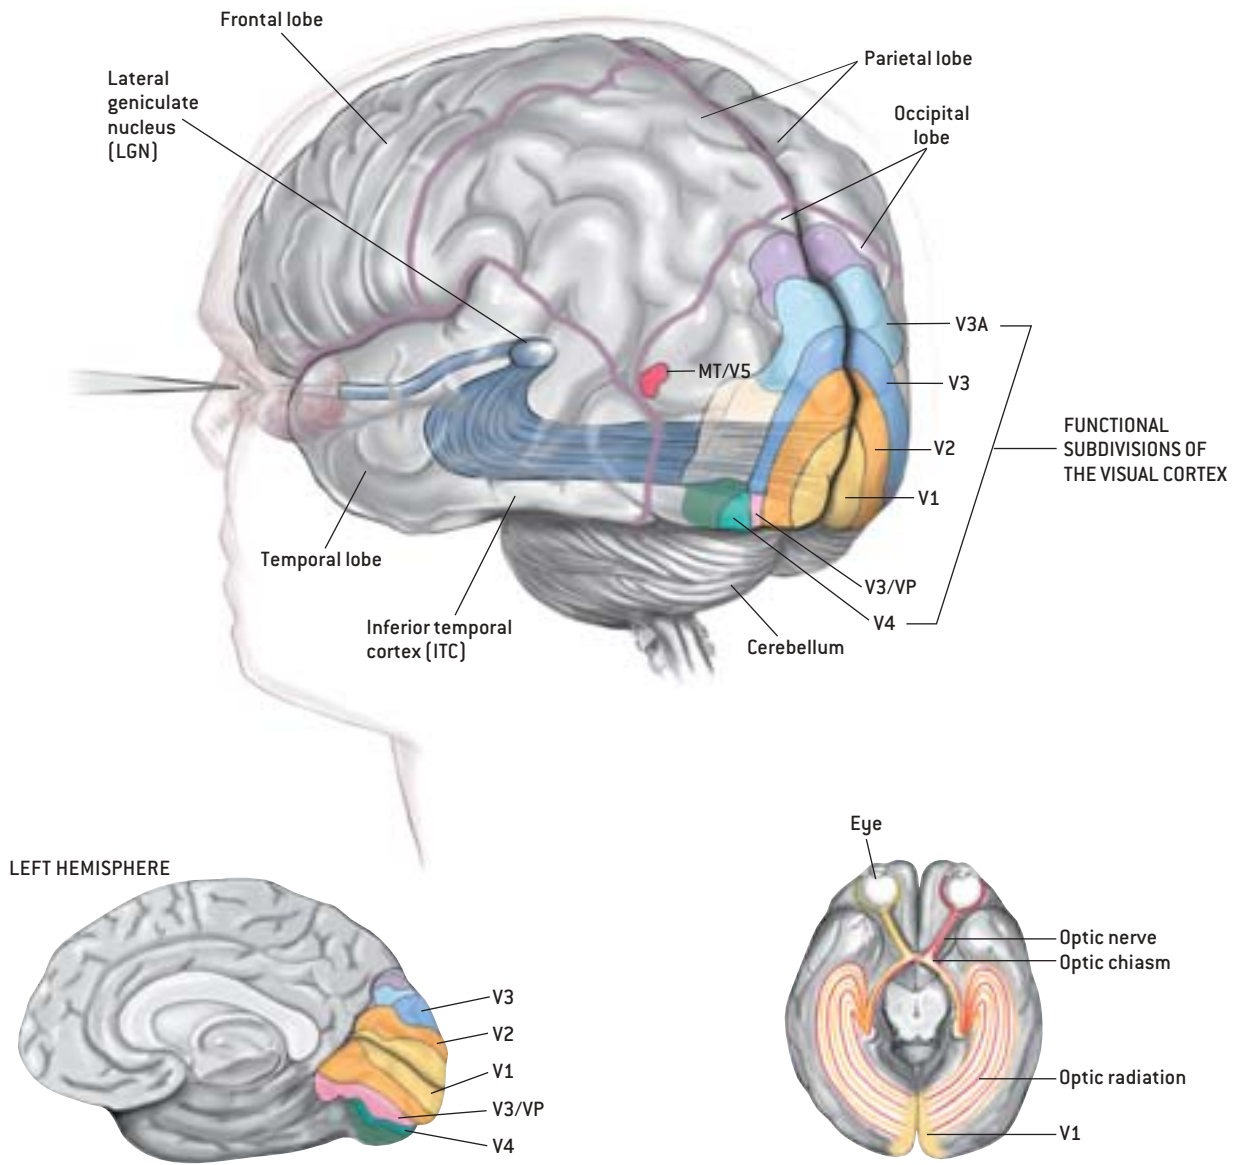 Frontal lobe
Lateral
geniculate
nucleus
(LGN)
Parietal lobe
Occipital
lobe
V3A
MT/V5
V3
FUNCTIONAL
SUBDIVISIONS OF
THE VISUAL CORTEX
V2
V1
Temporal lobe
V3/VP
Inferior temporal
cortex (ITC)
V4
Cerebellum
LEFT HEMISPHERE
V3
V2
V1
V3/VP
V4
Eye
Optic nerve
Optic chiasm
Optic radiation
V1